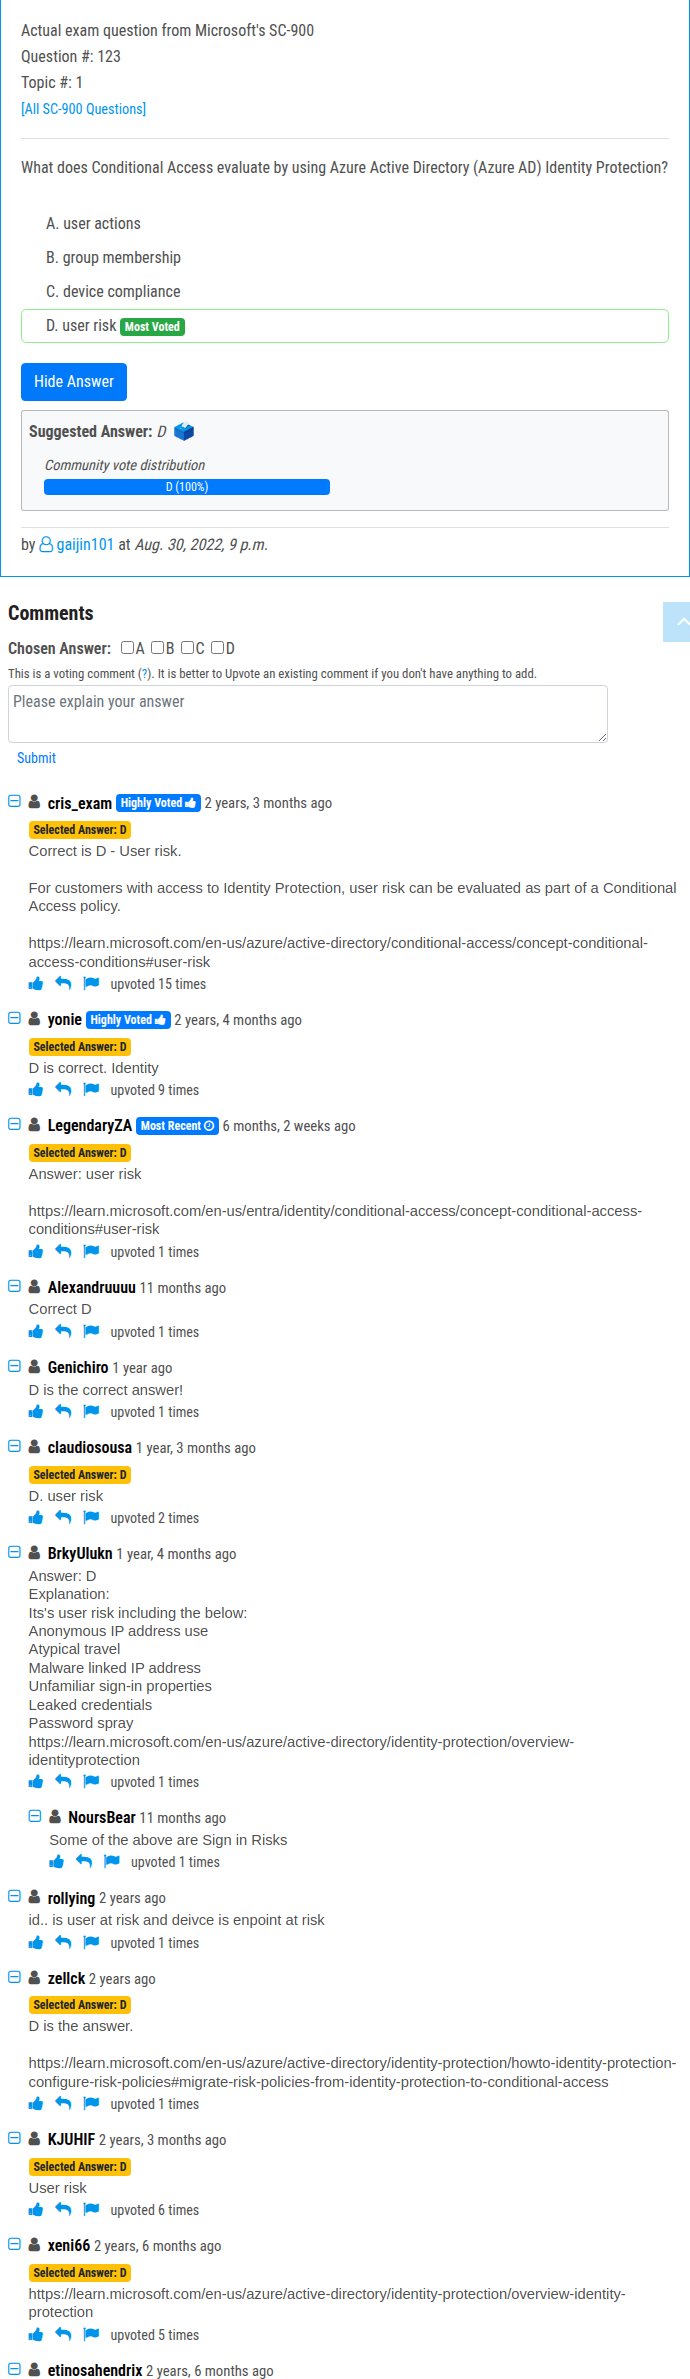 Actual exam question from Microsoft's SC-900
Question #: 123
Topic #: 1
[All SC-900 Questions]
What does Conditional Access evaluate by using Azure Active Directory (Azure AD) Identity Protection?
A. user actions
B. group membership
C. device compliance
D. user risk Most Voted
Hide Answer
Suggested Answer: D
Community vote distribution
D (100%)
by gaijin101 at Aug. 30, 2022, 9 p.m.
Comments
Chosen Answer: A B C D
This is a voting comment (?). It is better to Upvote an existing comment if you don't have anything to add.
Please explain your answer
Submit
cris_exam Highly Voted 2 years, 3 months ago
Selected Answer: D
Correct is D - User risk.
For customers with access to Identity Protection, user risk can be evaluated as part of a Conditional
Access policy.
https://learn.microsoft.com/en-us/azure/active-directory/conditional-access/concept-conditional-
access-conditions#user-risk
upvoted 15 times
yonie Highly Voted 2 years, 4 months ago
Selected Answer: D
D is correct. Identity
upvoted 9 times
LegendaryZA Most Recent 6 months, 2 weeks ago
Selected Answer: D
Answer: user risk
https://learn.microsoft.com/en-us/entra/identity/conditional-access/concept-conditional-access-
conditions#user-risk
upvoted 1 times
Alexandruuuu 11 months ago
Correct D
upvoted 1 times
Genichiro 1 year ago
D is the correct answer!
upvoted 1 times
claudiosousa 1 year, 3 months ago
Selected Answer: D
D. user risk
upvoted 2 times
BrkyUlukn 1 year, 4 months ago
Answer: D
Explanation:
Its's user risk including the below:
Anonymous IP address use
Atypical travel
Malware linked IP address
Unfamiliar sign-in properties
Leaked credentials
Password spray
https://learn.microsoft.com/en-us/azure/active-directory/identity-protection/overview-
identityprotection
upvoted 1 times
NoursBear 11 months ago
Some of the above are Sign in Risks
upvoted 1 times
rollying 2 years ago
id.. is user at risk and deivce is enpoint at risk
upvoted 1 times
zellck 2 years ago
Selected Answer: D
D is the answer.
https://learn.microsoft.com/en-us/azure/active-directory/identity-protection/howto-identity-protection-
configure-risk-policies#migrate-risk-policies-from-identity-protection-to-conditional-access
upvoted 1 times
KJUHIF 2 years, 3 months ago
Selected Answer: D
User risk
upvoted 6 times
xeni66 2 years, 6 months ago
Selected Answer: D
https://learn.microsoft.com/en-us/azure/active-directory/identity-protection/overview-identity-
protection
upvoted 5 times
etinosahendrix 2 years, 6 months ago